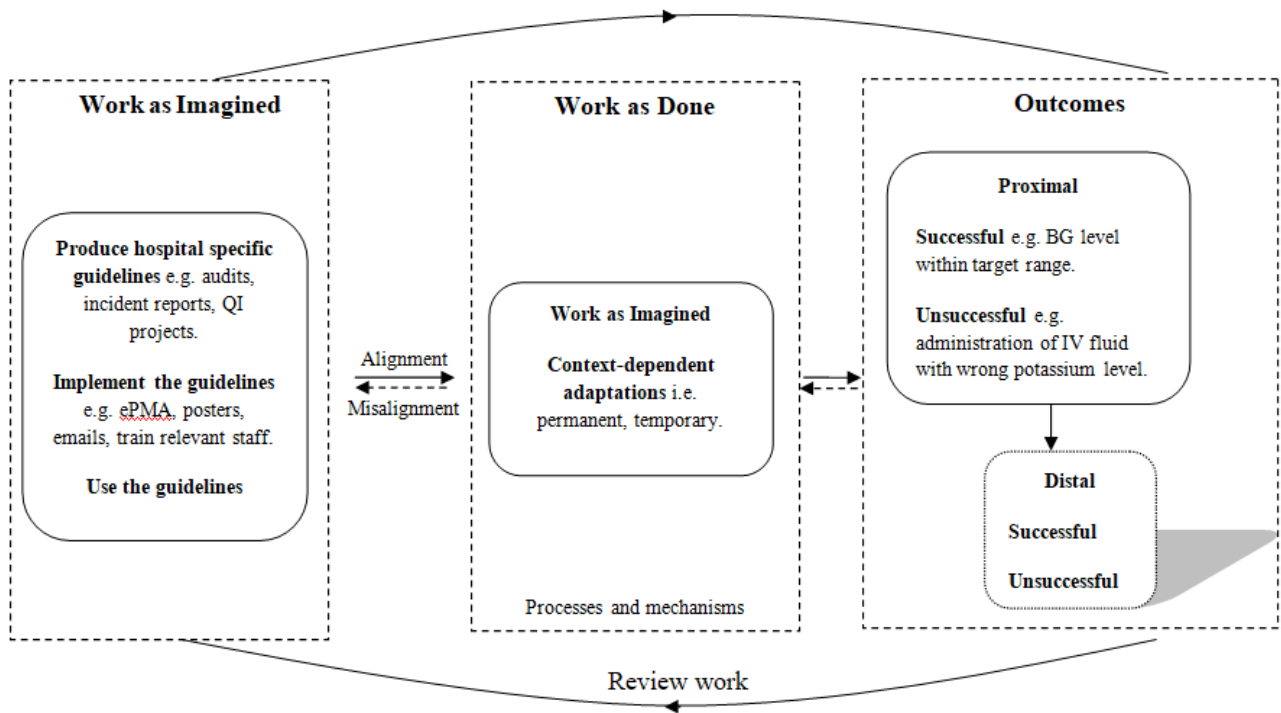 Work as Imagined
Produce hospital specific
guidelines e.g. audits,
incident reports, QI
projects.
Implement the guidelines
e.g. ePMA, posters,
emails, train relevant staff.
Use the guidelines
Alignment
Misalignment
Work as Done
Work as Imagined
Context-dependent
adaptations i.e.
permanent, temporary.
Processes and mechanisms
Outcomes
Proximal
Successful e.g. BG level
within target range.
Unsuccessful e.g.
administration of IV fluid
with wrong potassium level.
Distal
Successful
Unsuccessful
Review work